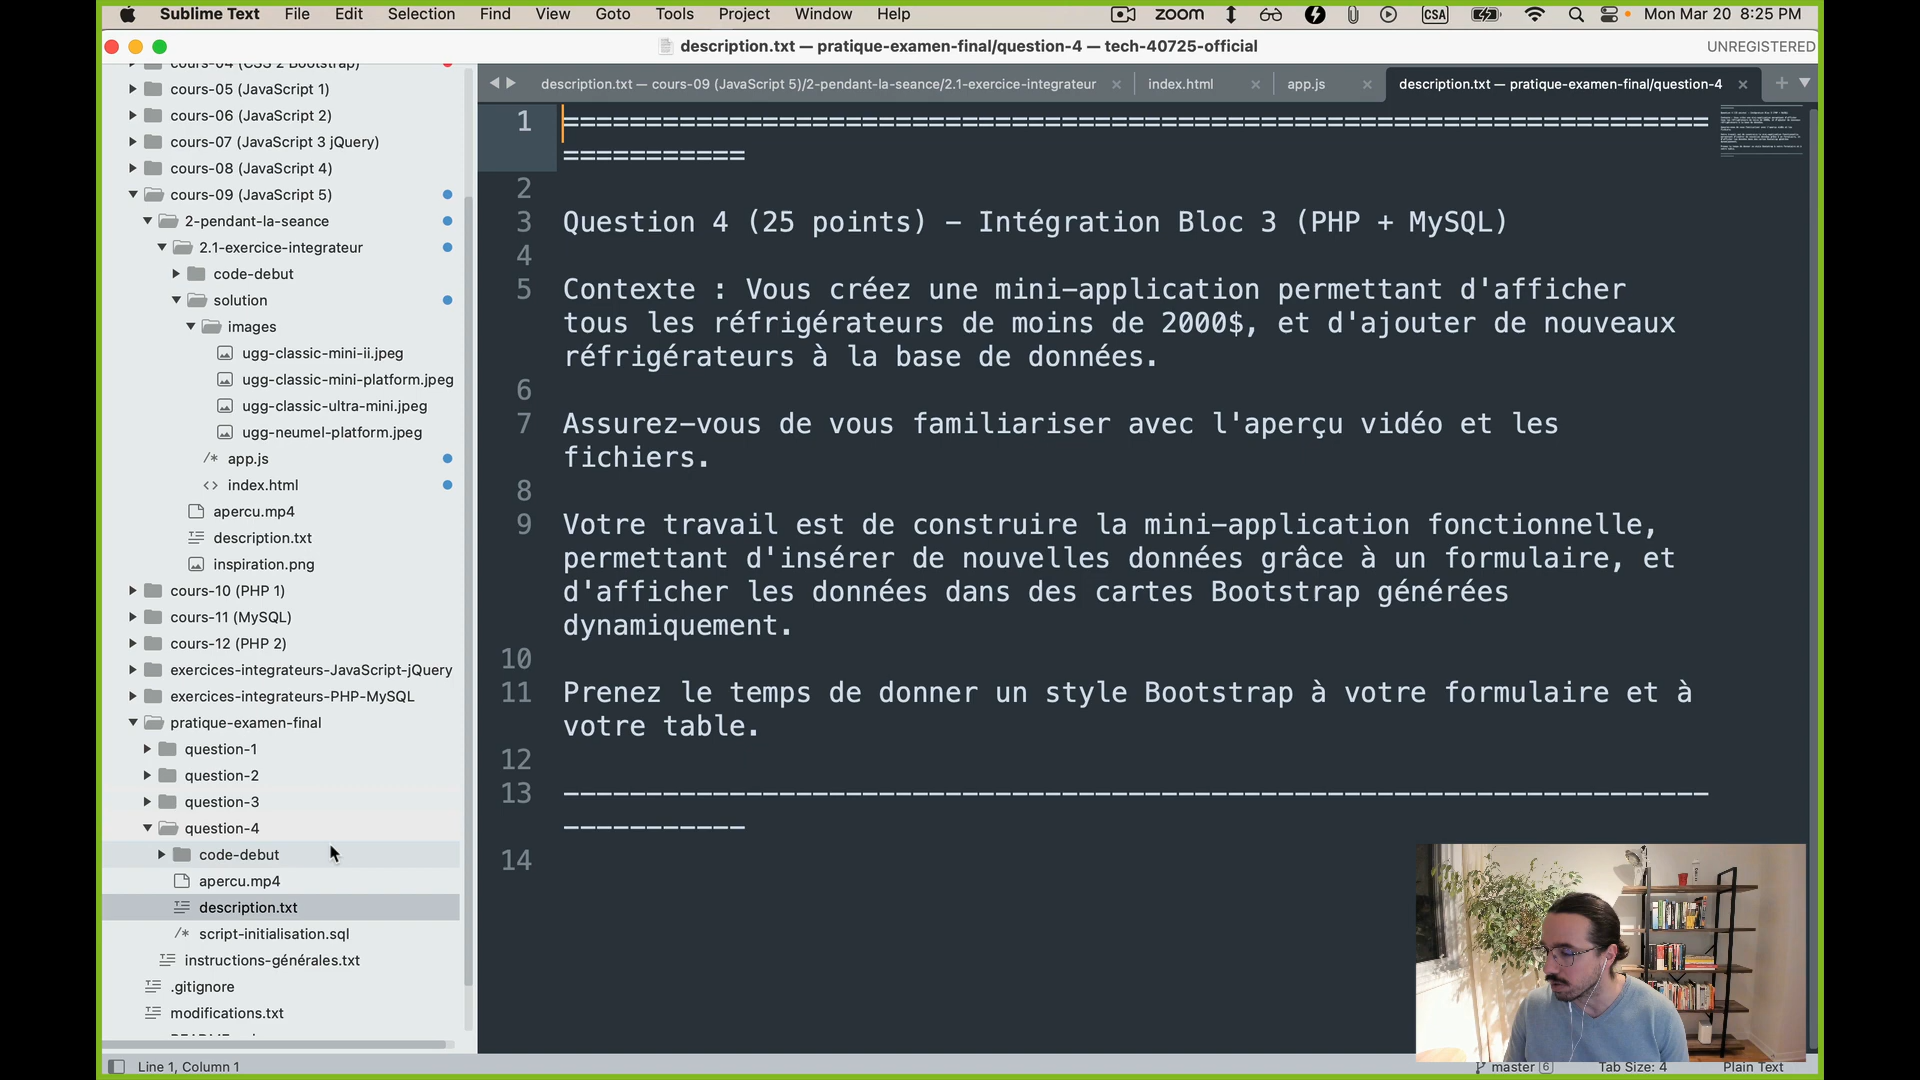 Sublime Text File Edit Selection Find View Goto Tools Project Window Help zoom CSA Mon Mar 20 8:25 PM
description.txt — pratique-examen-final/question-4 — tech-40725-official UNREGISTERED
cours-04 (CSS 2 Bootstrap)
cours-05 (JavaScript 1)
cours-06 (JavaScript 2)
cours-07 (JavaScript 3 jQuery)
cours-08 (JavaScript 4)
cours-09 (JavaScript 5)
2-pendant-la-seance
2.1-exercice-integrateur
code-debut
solution
images
ugg-classic-mini-ii.jpeg
ugg-classic-mini-platform.jpeg
ugg-classic-ultra-mini.jpeg
ugg-neumel-platform.jpeg
/* app.js
<> index.html
apercu.mp4
description.txt
inspiration.png
cours-10 (PHP 1)
cours-11 (MySQL)
cours-12 (PHP 2)
exercices-integrateurs-JavaScript-jQuery
exercices-integrateurs-PHP-MySQL
pratique-examen-final
question-1
question-2
question-3
question-4
code-debut
apercu.mp4
description.txt
/* script-initialisation.sql
instructions-générales.txt
.gitignore
modifications.txt
description.txt — cours-09 (JavaScript 5)/2-pendant-la-seance/2.1-exercice-integrateur × index.html × app.js × description.txt — pratique-examen-final/question-4 × +
1 =====================================================================
===========
2
3 Question 4 (25 points) - Intégration Bloc 3 (PHP + MySQL)
4
5 Contexte : Vous créez une mini-application permettant d'afficher
tous les réfrigérateurs de moins de 2000$, et d'ajouter de nouveaux
réfrigérateurs à la base de données.
6
7 Assurez-vous de vous familiariser avec l'aperçu vidéo et les
fichiers.
8
9 Votre travail est de construire la mini-application fonctionnelle,
permettant d'insérer de nouvelles données grâce à un formulaire, et
d'afficher les données dans des cartes Bootstrap générées
dynamiquement.
10
11 Prenez le temps de donner un style Bootstrap à votre formulaire et à
votre table.
12
13 ---------------------------------------------------------------------
-----------
14
Line 1, Column 1 master 6 Tab Size: 4 Plain Text